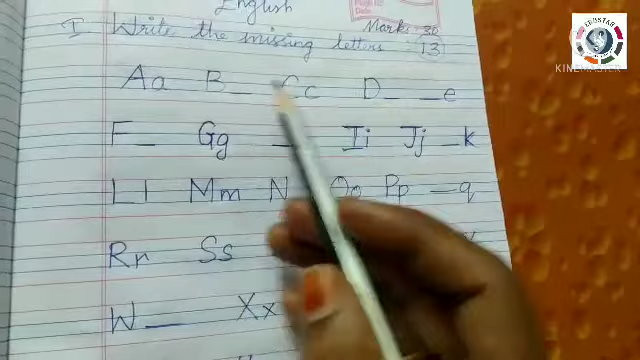 English
Marks 30
I Write the missing letters 13
Aa B_ Cc D_ _e
F_ Gg _ Ii Jj _k
Ll Mm N Oo Pp _q
Rr Ss
W_ Xx
EDUSTAR
KINEMASTER